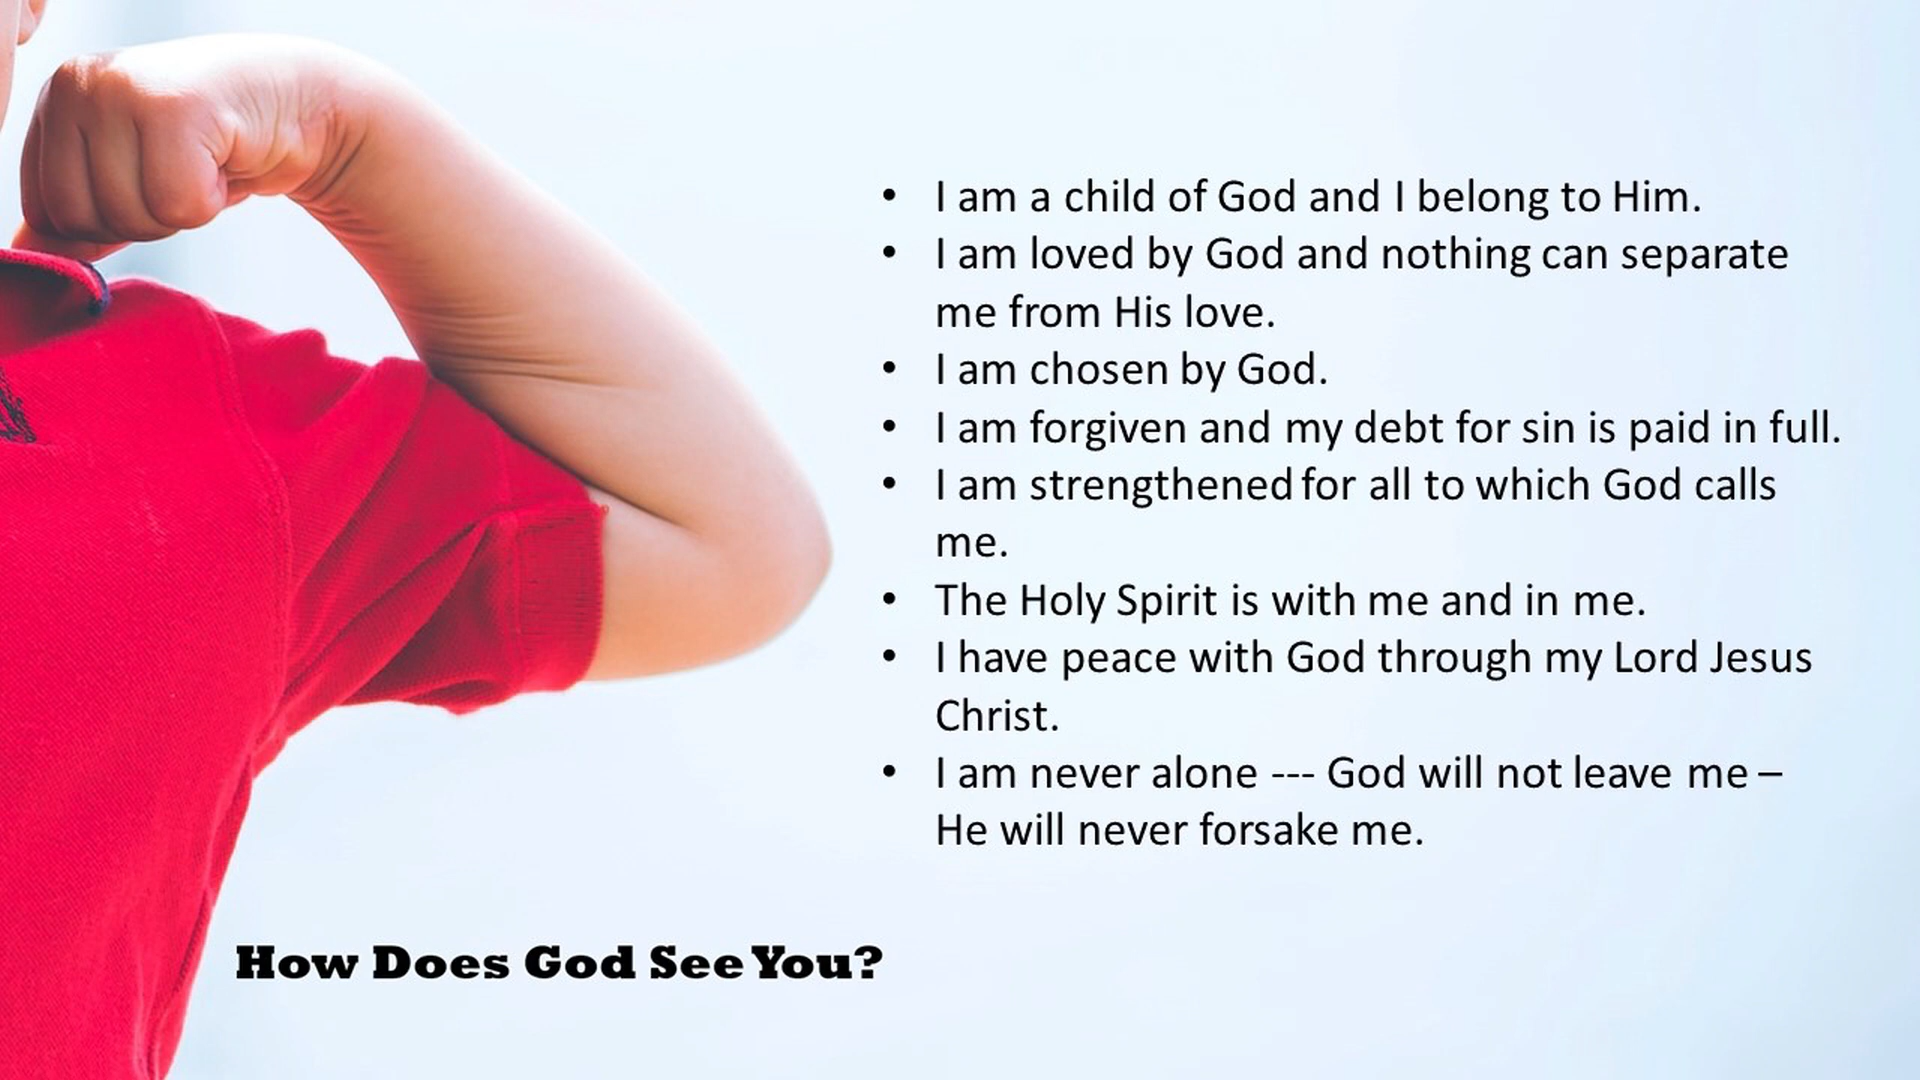 • I am a child of God and I belong to Him.
• I am loved by God and nothing can separate
me from His love.
• I am chosen by God.
• I am forgiven and my debt for sin is paid in full.
• I am strengthened for all to which God calls
me.
• The Holy Spirit is with me and in me.
• I have peace with God through my Lord Jesus
Christ.
• I am never alone --- God will not leave me –
He will never forsake me.
How Does God See You?